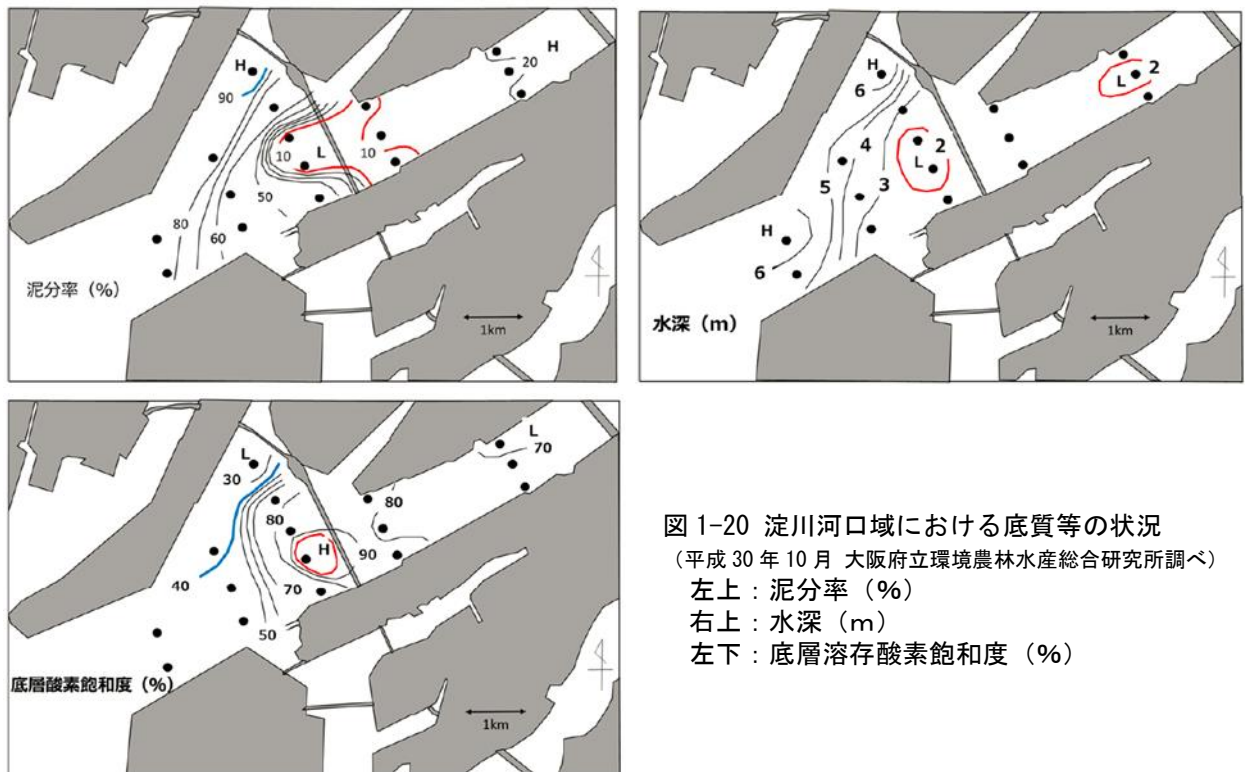 H
90
H
20
10
L
10
50
80
60
泥分率（%）
1km
H
6
4
5
3
2
L
L
2
H
6
水深（m）
1km
L
30
80
H
90
70
40
50
80
L
70
底層酸素飽和度（%）
1km
図 1-20 淀川河口域における底質等の状況
（平成 30 年 10 月 大阪府立環境農林水産総合研究所調べ）
左上：泥分率（%）
右上：水深（ｍ）
左下：底層溶存酸素飽和度（%）